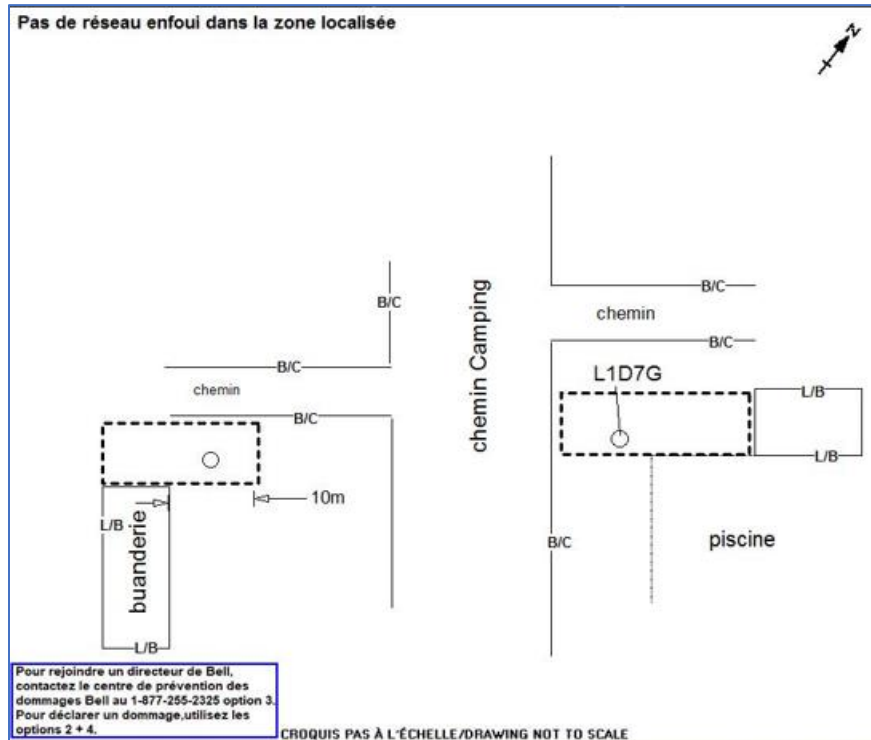 Pas de réseau enfoui dans la zone localisée
N
B/C
chemin
B/C
B/C
B/C
chemin
B/C
chemin Camping
L1D7G
L/B
L/B
10m
L/B
buanderie
L/B
B/C
piscine
Pour rejoindre un directeur de Bell,
contactez le centre de prévention des
dommages Bell au 1-877-255-2325 option 3.
Pour déclarer un dommage,utilisez les
options 2 + 4.
CROQUIS PAS À L'ÉCHELLE/DRAWING NOT TO SCALE